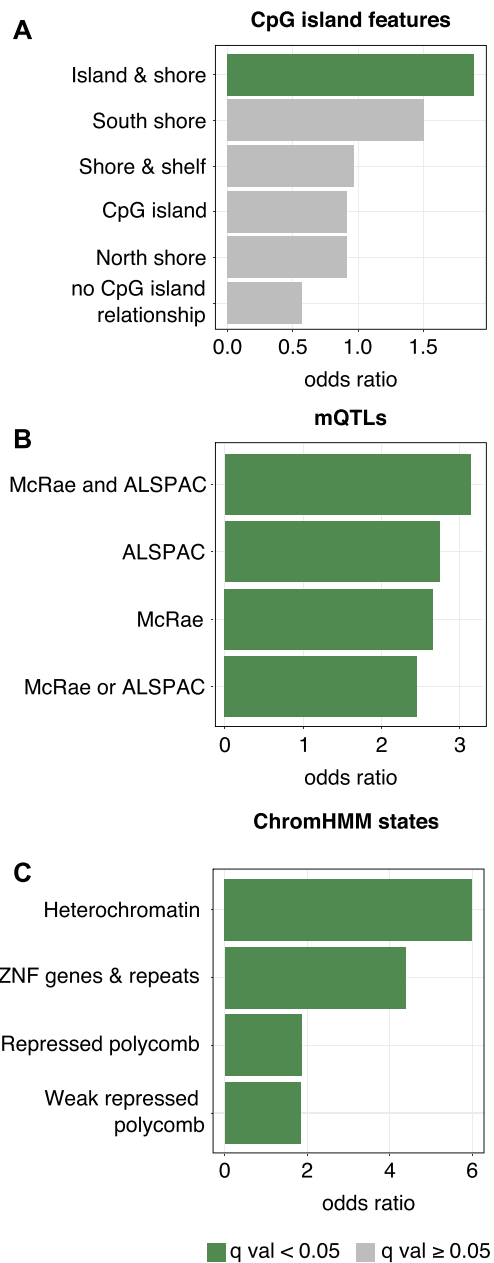 A
CpG island features
Island & shore
South shore
Shore & shelf
CpG island
North shore
no CpG island
relationship
0.0 0.5 1.0 1.5
odds ratio
B
mQTLs
McRae and ALSPAC
ALSPAC
McRae
McRae or ALSPAC
0 1 2 3
odds ratio
ChromHMM states
C
Heterochromatin
ZNF genes & repeats
Repressed polycomb
Weak repressed
polycomb
0 2 4 6
odds ratio
q val < 0.05 q val ≥ 0.05